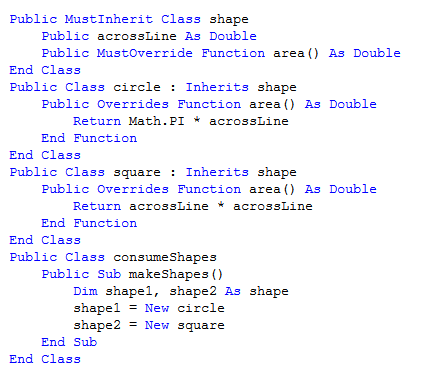 Public MustInherit Class shape
    Public acrossLine As Double
    Public MustOverride Function area() As Double
End Class
Public Class circle : Inherits shape
    Public Overrides Function area() As Double
        Return Math.PI * acrossLine
    End Function
End Class
Public Class square : Inherits shape
    Public Overrides Function area() As Double
        Return acrossLine * acrossLine
    End Function
End Class
Public Class consumeShapes
    Public Sub makeShapes()
        Dim shape1, shape2 As shape
        shape1 = New circle
        shape2 = New square
    End Sub
End Class